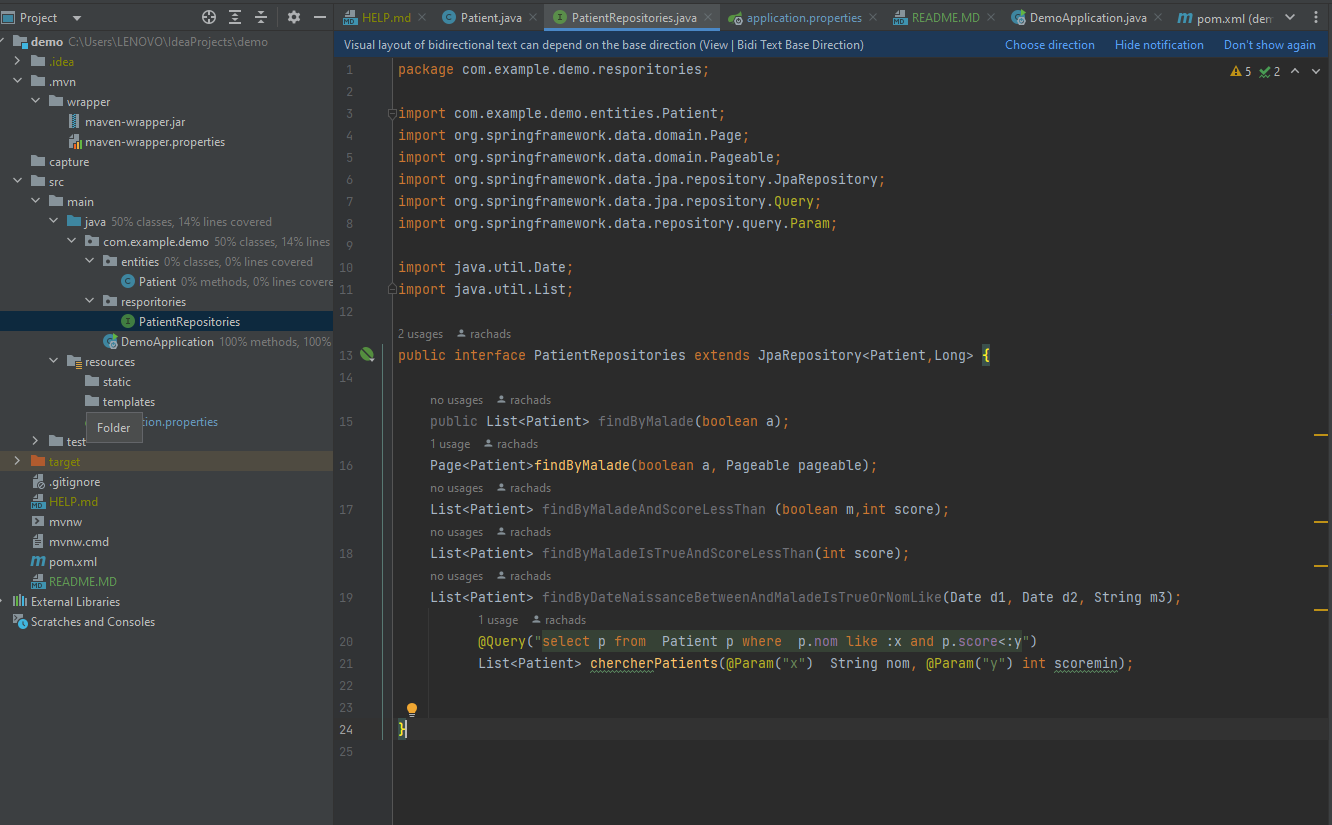 Project
HELP.md
Patient.java
PatientRepositories.java
application.properties
README.MD
DemoApplication.java
pom.xml (dem
demo C:\Users\LENOVO\IdeaProjects\demo
.idea
.mvn
wrapper
maven-wrapper.jar
maven-wrapper.properties
capture
src
main
java 50% classes, 14% lines covered
com.example.demo 50% classes, 14% lines
entities 0% classes, 0% lines covered
Patient 0% methods, 0% lines covere
resporitories
PatientRepositories
DemoApplication 100% methods, 100%
resources
static
templates
ion.properties
Folder
test
target
.gitignore
HELP.md
mvnw
mvnw.cmd
pom.xml
README.MD
External Libraries
Scratches and Consoles
Visual layout of bidirectional text can depend on the base direction (View | Bidi Text Base Direction)
Choose direction
Hide notification
Don't show again
5 2
1 package com.example.demo.resporitories;
2
3 import com.example.demo.entities.Patient;
4 import org.springframework.data.domain.Page;
5 import org.springframework.data.domain.Pageable;
6 import org.springframework.data.jpa.repository.JpaRepository;
7 import org.springframework.data.jpa.repository.Query;
8 import org.springframework.data.repository.query.Param;
9
10 import java.util.Date;
11 import java.util.List;
12
2 usages rachads
13 public interface PatientRepositories extends JpaRepository<Patient,Long> {
14
no usages rachads
15 public List<Patient> findByMalade(boolean a);
1 usage rachads
16 Page<Patient>findByMalade(boolean a, Pageable pageable);
no usages rachads
17 List<Patient> findByMaladeAndScoreLessThan (boolean m,int score);
no usages rachads
18 List<Patient> findByMaladeIsTrueAndScoreLessThan(int score);
no usages rachads
19 List<Patient> findByDateNaissanceBetweenAndMaladeIsTrueOrNomLike(Date d1, Date d2, String m3);
1 usage rachads
20 @Query("select p from  Patient p where  p.nom like :x and p.score<:y")
21 List<Patient> chercherPatients(@Param("x")  String nom, @Param("y") int scoremin);
22
23
24 }
25